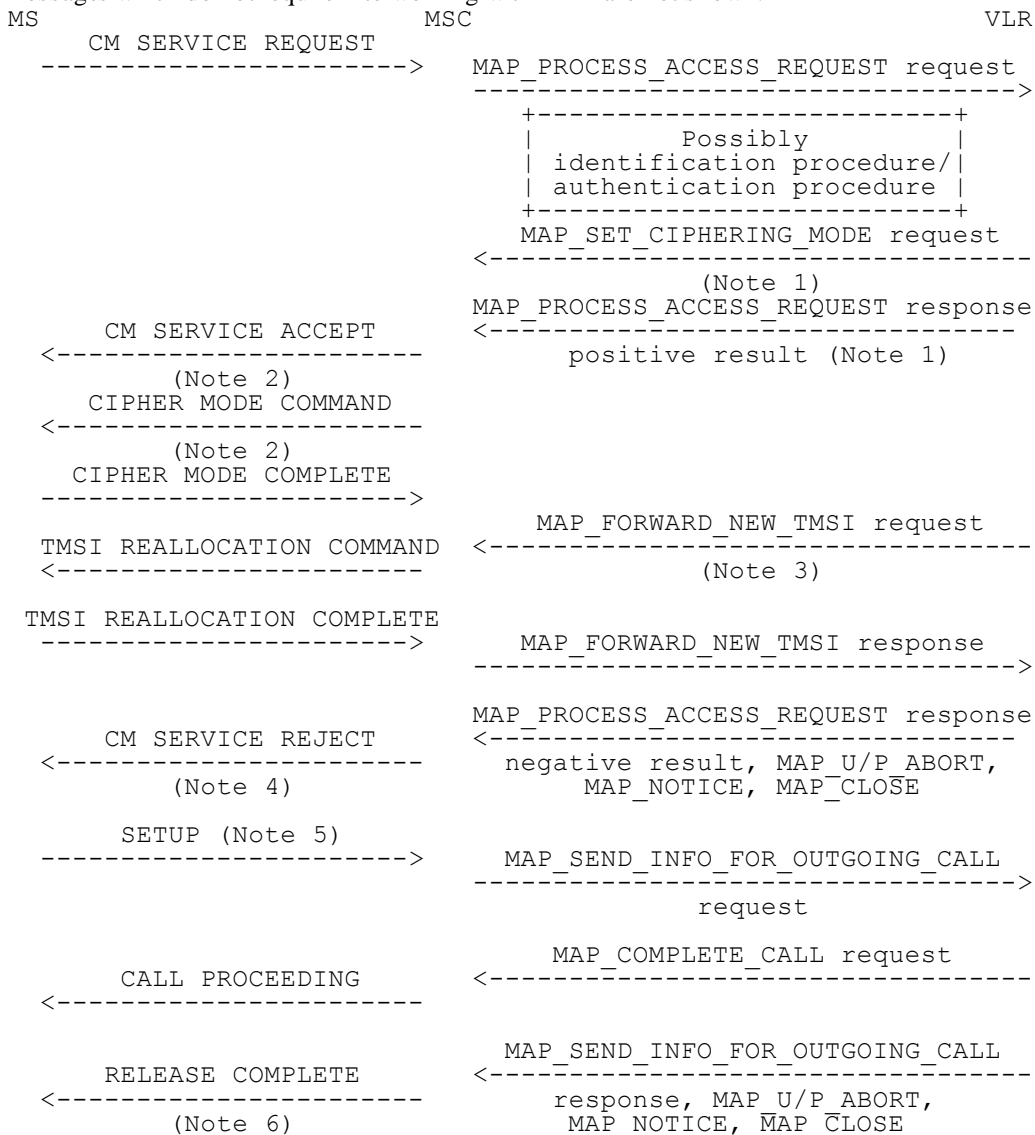 MS MSC VLR
CM SERVICE REQUEST
-----------------------> MAP_PROCESS_ACCESS_REQUEST request
---------------------------------->
+--------------------------+
| Possibly |
| identification procedure/|
| authentication procedure |
+--------------------------+
MAP_SET_CIPHERING_MODE request
<----------------------------------
(Note 1)
MAP_PROCESS_ACCESS_REQUEST response
CM SERVICE ACCEPT <---------------------------------
<----------------------- positive result (Note 1)
(Note 2)
CIPHER MODE COMMAND
<-----------------------
(Note 2)
CIPHER MODE COMPLETE
----------------------->
MAP_FORWARD_NEW_TMSI request
TMSI REALLOCATION COMMAND <----------------------------------
<----------------------- (Note 3)
TMSI REALLOCATION COMPLETE
-----------------------> MAP_FORWARD_NEW_TMSI response
---------------------------------->
MAP_PROCESS_ACCESS_REQUEST response
CM SERVICE REJECT <---------------------------------
<----------------------- negative result, MAP_U/P_ABORT,
(Note 4) MAP_NOTICE, MAP_CLOSE
SETUP (Note 5)
-----------------------> MAP_SEND_INFO_FOR_OUTGOING_CALL
---------------------------------->
request
MAP_COMPLETE_CALL request
CALL PROCEEDING <----------------------------------
<-----------------------
MAP_SEND_INFO_FOR_OUTGOING_CALL
RELEASE COMPLETE <----------------------------------
<----------------------- response, MAP_U/P_ABORT,
(Note 6) MAP_NOTICE, MAP_CLOSE